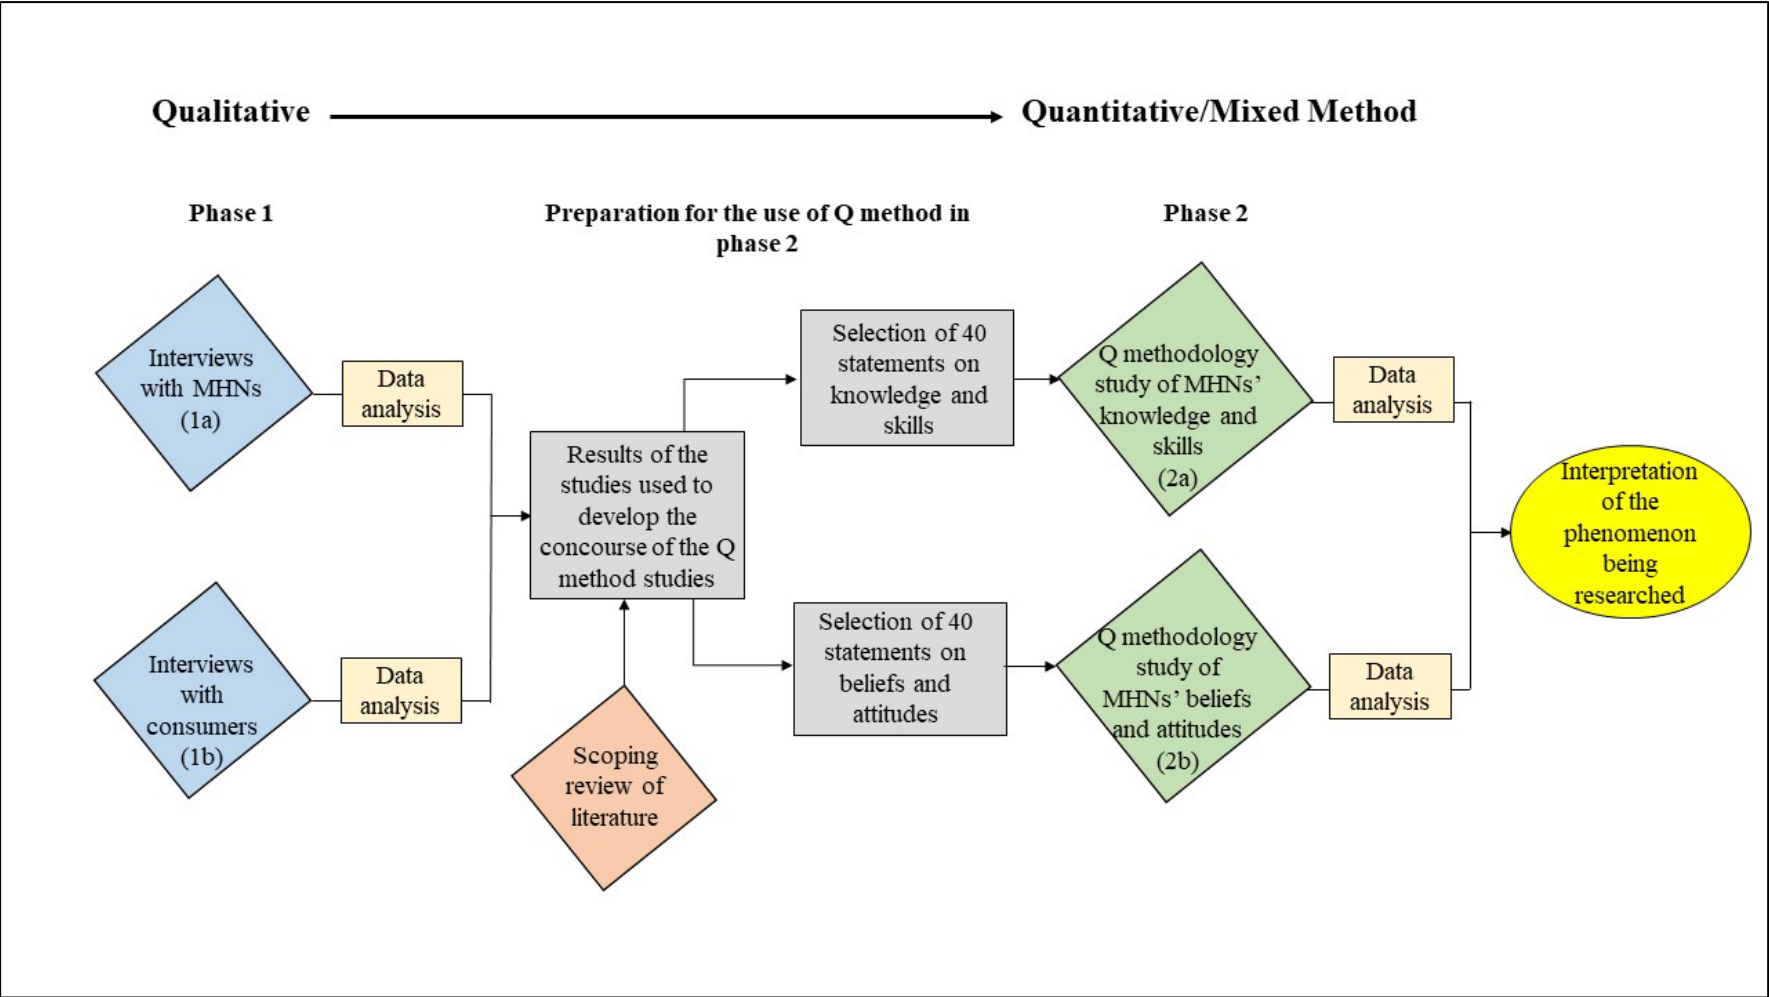 Qualitative
Quantitative/Mixed Method
Phase 1
Preparation for the use of Q method in
phase 2
Phase 2
Interviews
with MHNs
(1a)
Data
analysis
Interviews
with
consumers
(1b)
Data
analysis
Results of the
studies used to
develop the
concourse of the Q
method studies
Scoping
review of
literature
Selection of 40
statements on
knowledge and
skills
Selection of 40
statements on
beliefs and
attitudes
Q methodology
study of MHNs’
knowledge and
skills
(2a)
Data
analysis
Q methodology
study of
MHNs’ beliefs
and attitudes
(2b)
Data
analysis
Interpretation
of the
phenomenon
being
researched